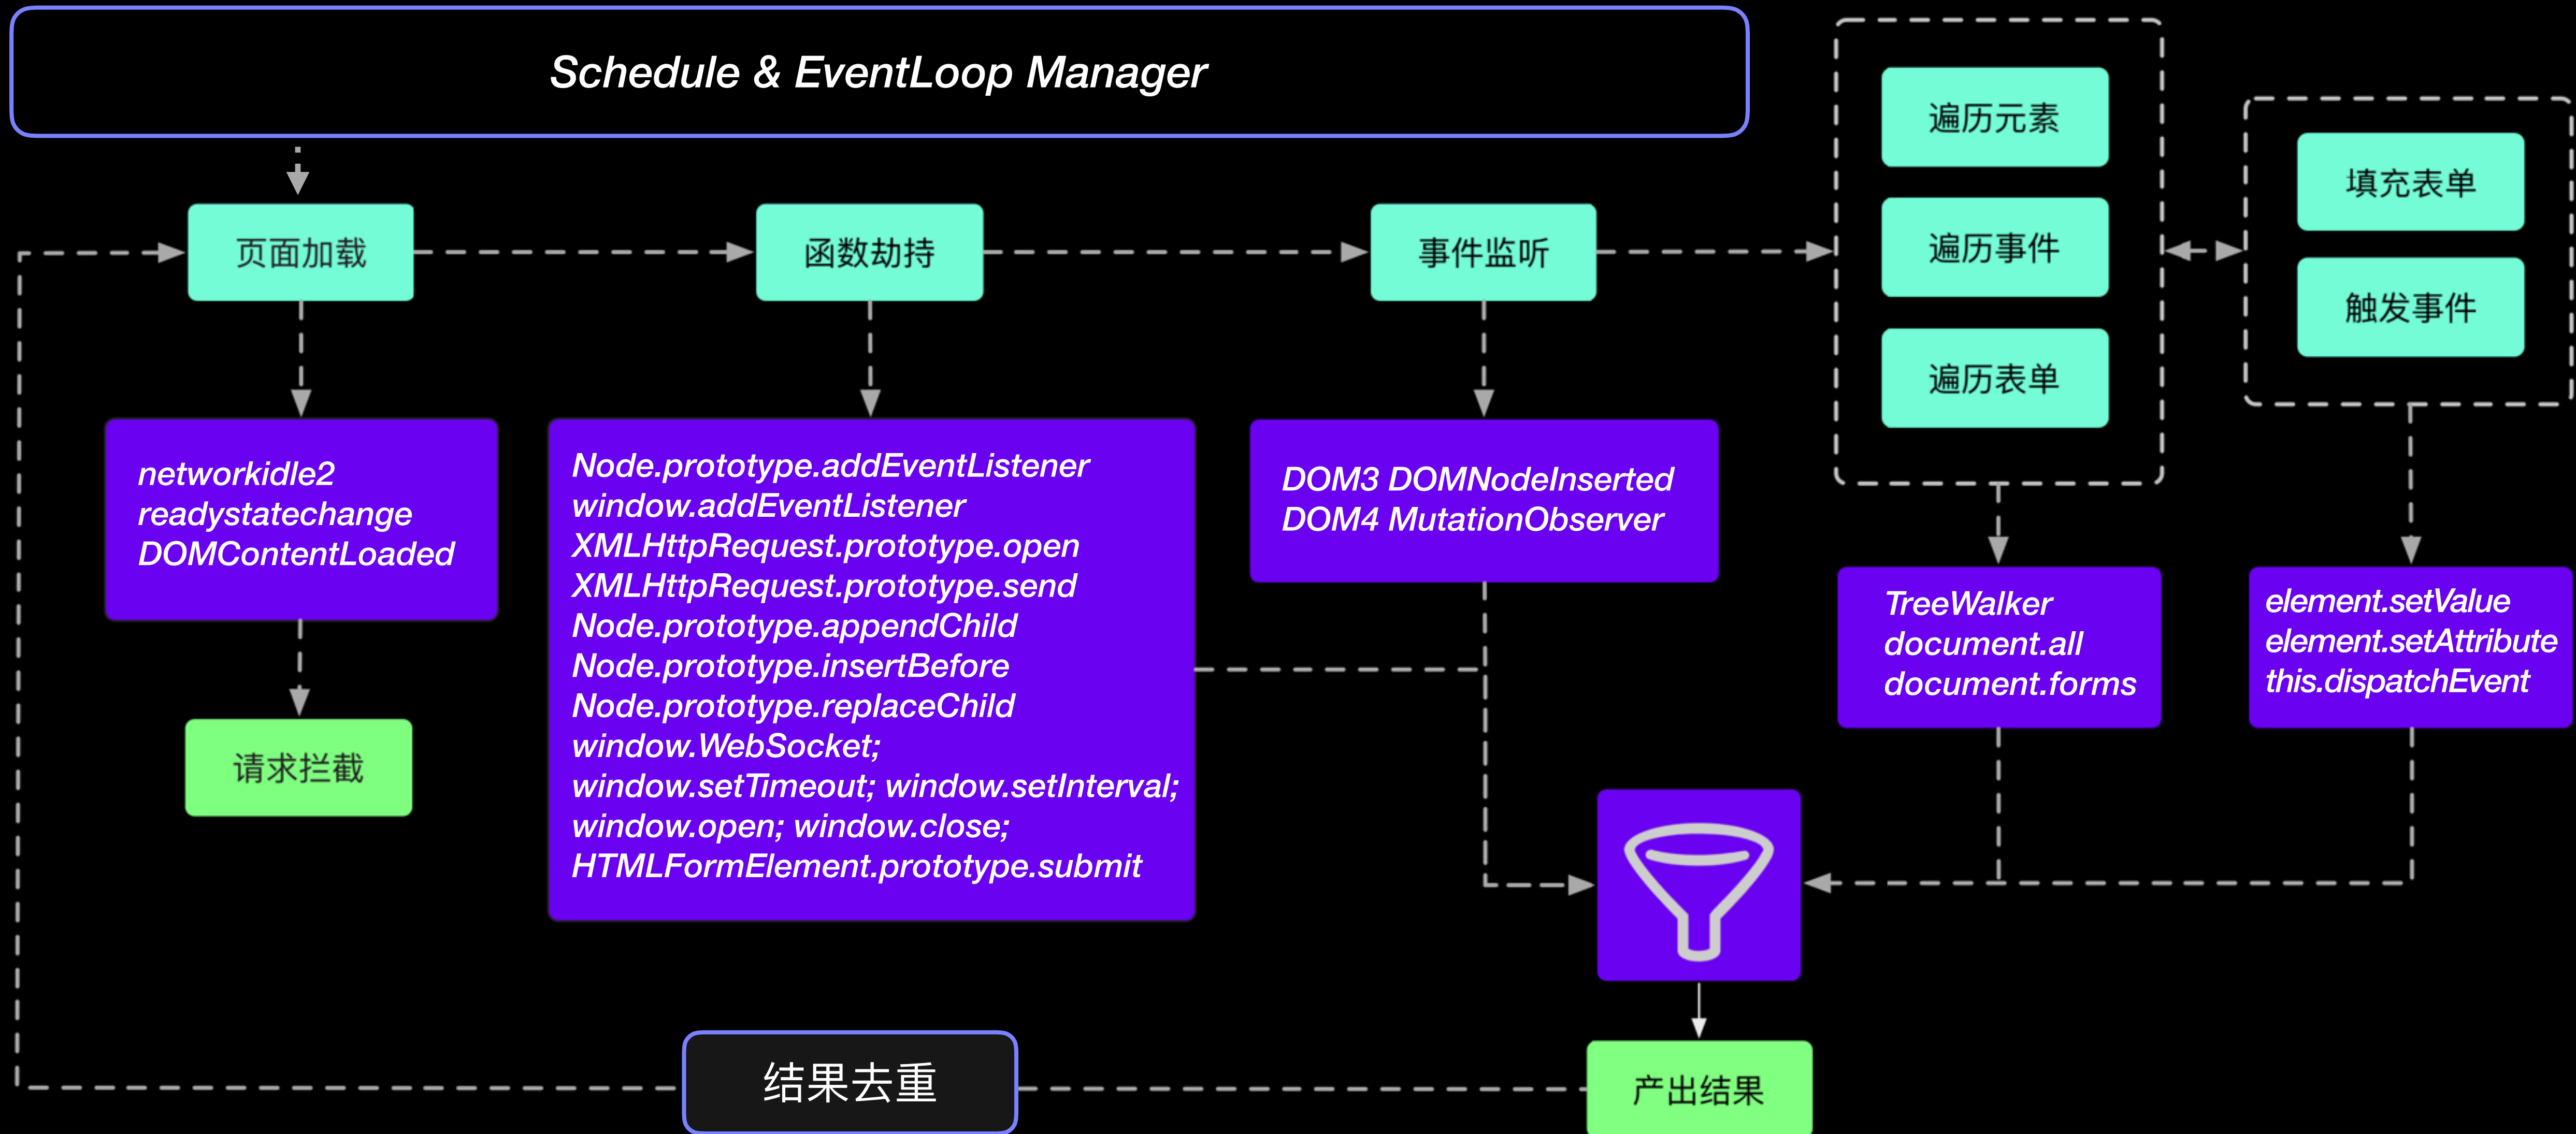 Schedule & EventLoop Manager
页面加载
函数劫持
事件监听
遍历元素
遍历事件
遍历表单
填充表单
触发事件
networkidle2
readystatechange
DOMContentLoaded
请求拦截
Node.prototype.addEventListener
window.addEventListener
XMLHttpRequest.prototype.open
XMLHttpRequest.prototype.send
Node.prototype.appendChild
Node.prototype.insertBefore
Node.prototype.replaceChild
window.WebSocket;
window.setTimeout; window.setInterval;
window.open; window.close;
HTMLFormElement.prototype.submit
DOM3 DOMNodeInserted
DOM4 MutationObserver
TreeWalker
document.all
document.forms
element.setValue
element.setAttribute
this.dispatchEvent
结果去重
产出结果